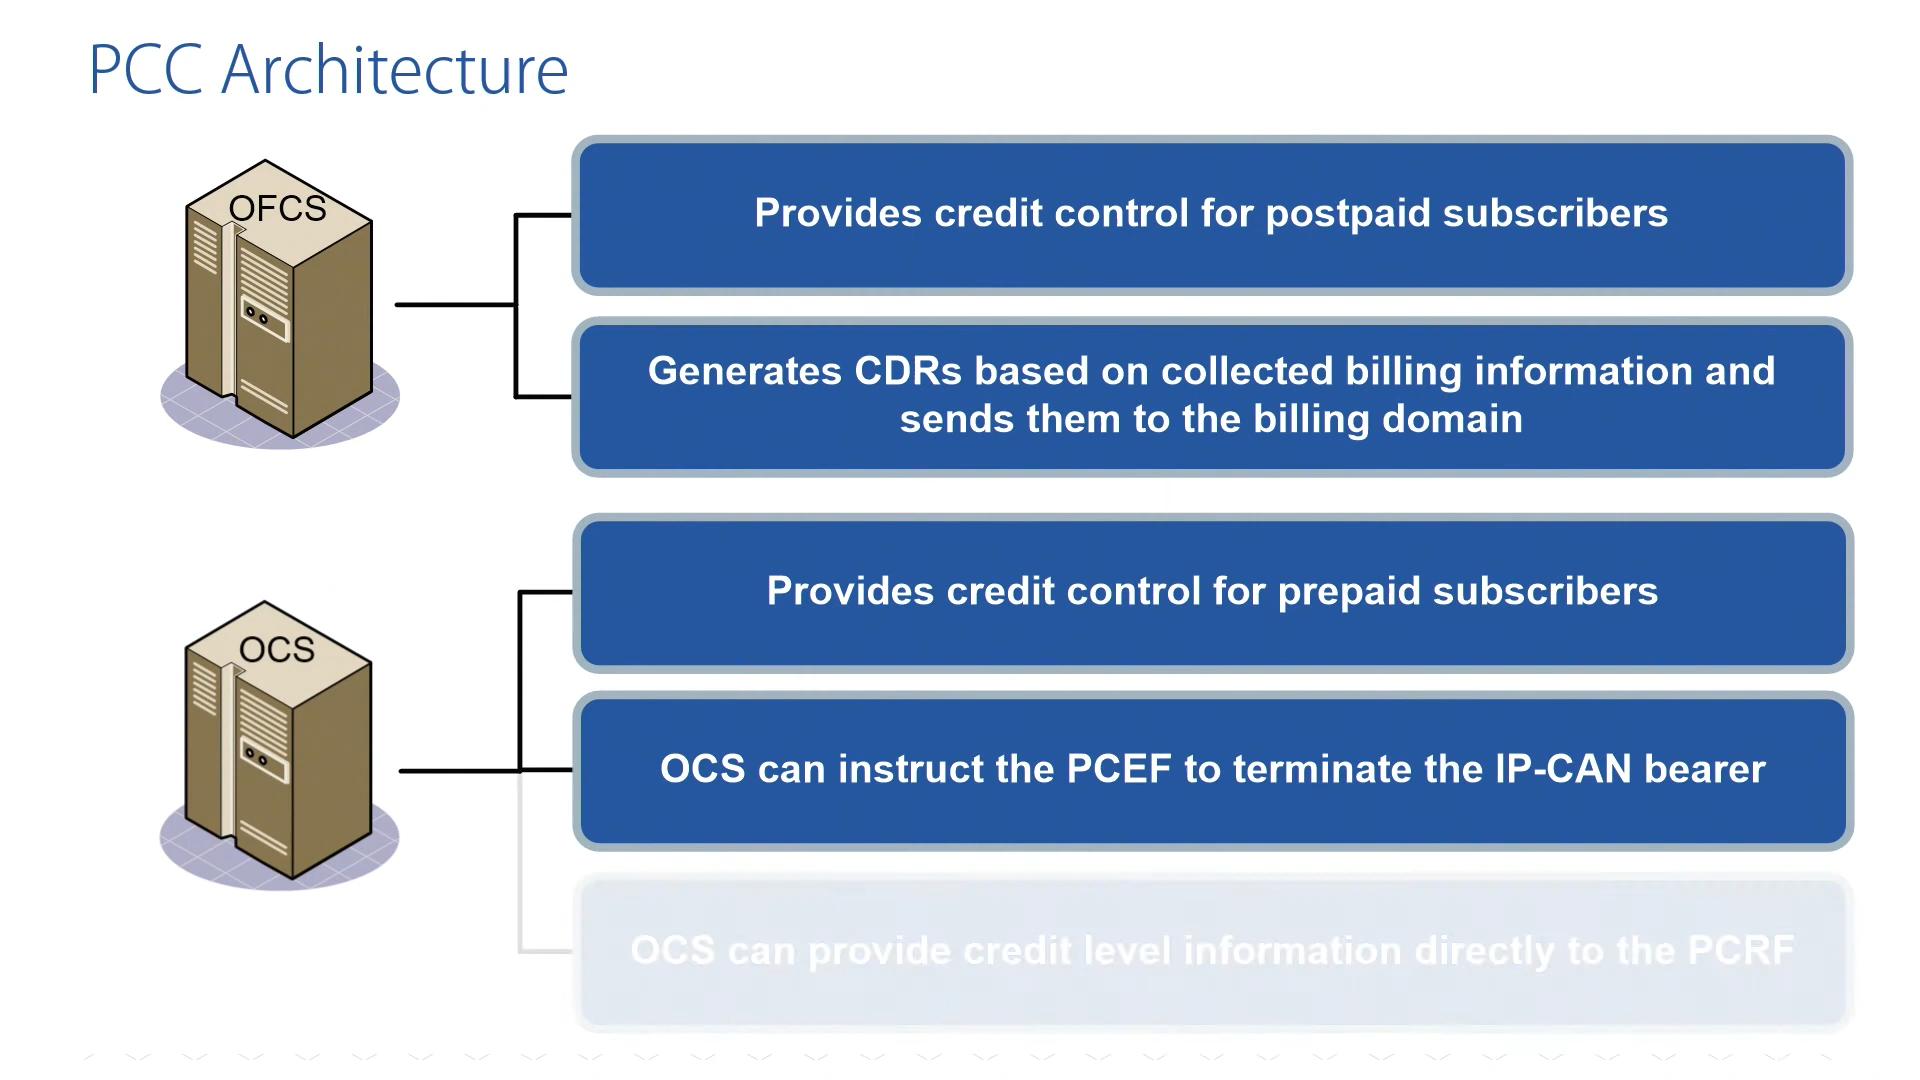 PCC Architecture
OFCS
Provides credit control for postpaid subscribers
Generates CDRs based on collected billing information and
sends them to the billing domain
OCS
Provides credit control for prepaid subscribers
OCS can instruct the PCEF to terminate the IP-CAN bearer
OCS can provide credit level information directly to the PCRF